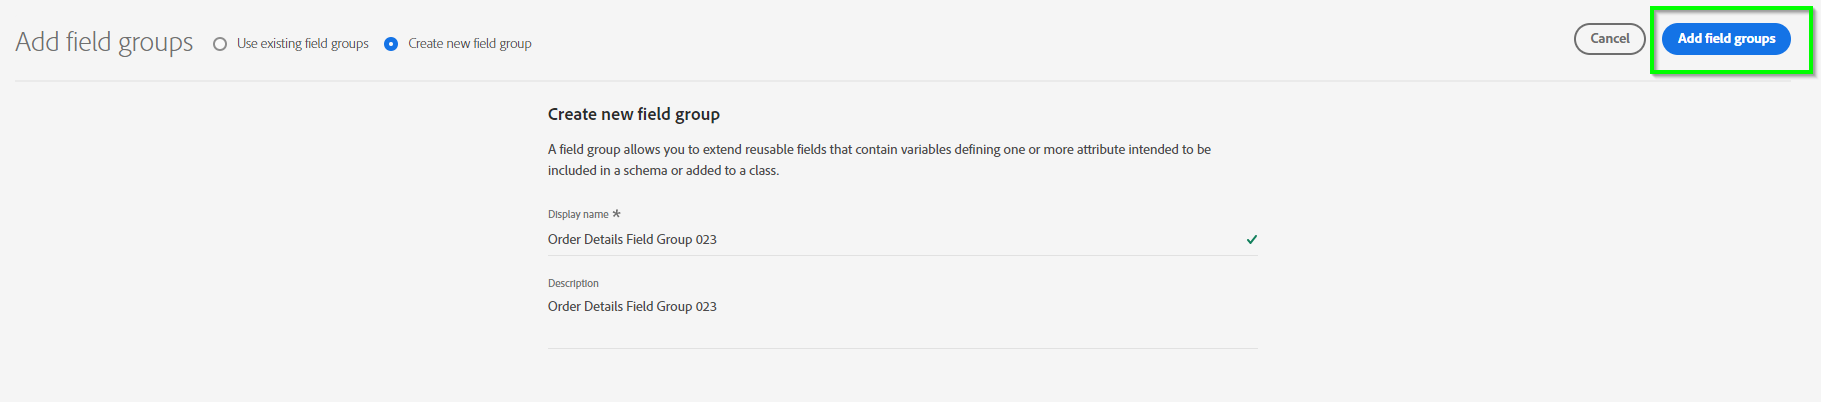 Add field groups
Use existing field groups
Create new field group
Cancel
Add field groups
Create new field group
A field group allows you to extend reusable fields that contain variables defining one or more attribute intended to be
included in a schema or added to a class.
Display name *
Order Details Field Group 023
Description
Order Details Field Group 023